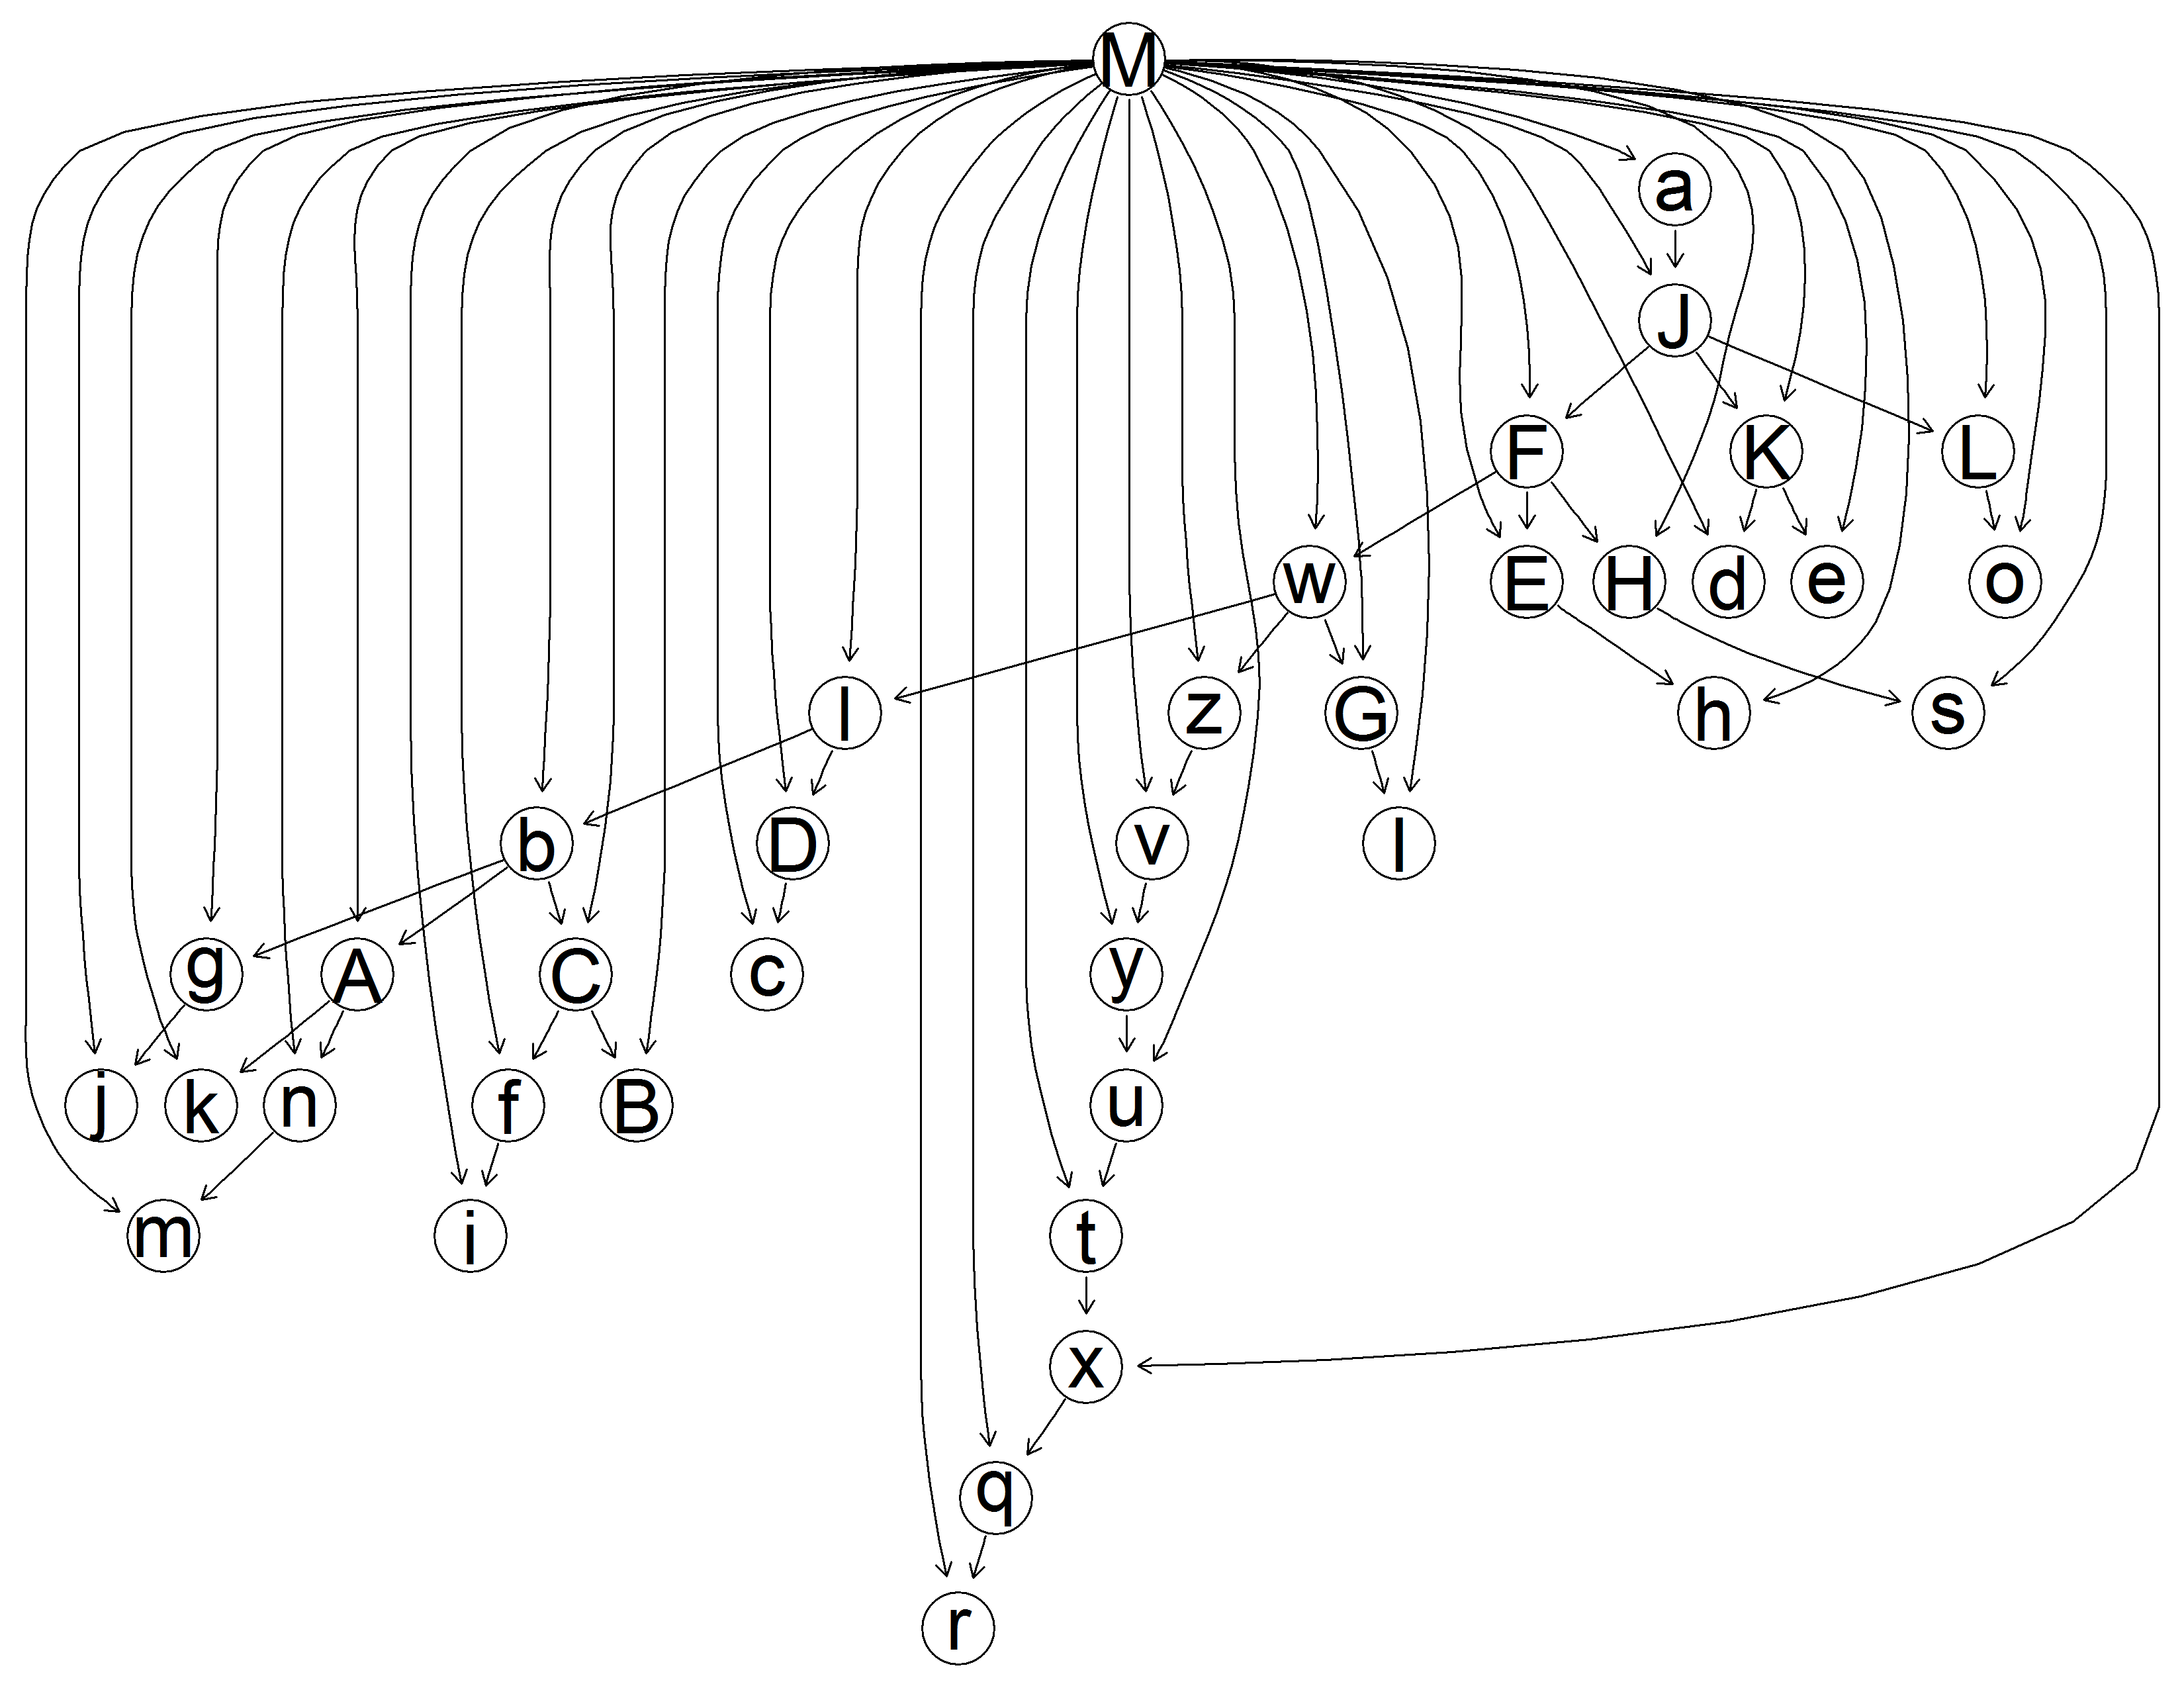 M
a
J
F K L
w E H d e o
l z G h s
b D v I
g A C c y
j k n f B u
m i t
x
q
r